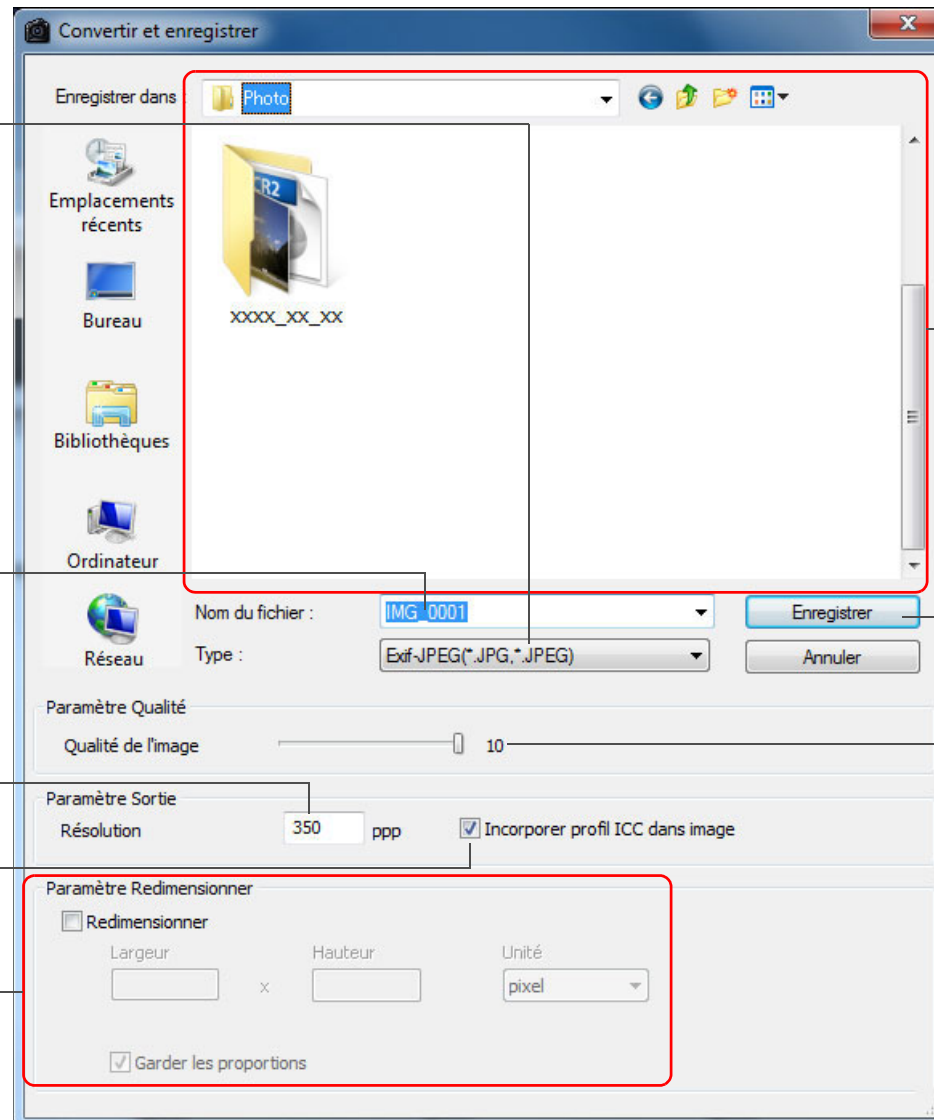 Convertir et enregistrer
Enregistrer dans :
Photo
CR2
Emplacements
récents
xxxx_xx_xx
Bureau
Bibliothèques
Ordinateur
Réseau
Nom du fichier :
IMG_0001
Enregistrer
Type :
Exif-JPEG(*.JPG,*.JPEG)
Annuler
Paramètre Qualité
Qualité de l'image
10
Paramètre Sortie
Résolution
350
ppp
Incorporer profil ICC dans image
Paramètre Redimensionner
Redimensionner
Largeur
Hauteur
Unité
x
pixel
Garder les proportions